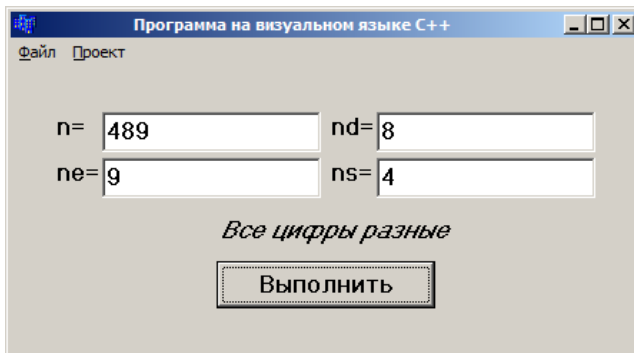 Программа на визуальном языке C++
Файл Проект
n= 489 nd= 8
ne= 9 ns= 4
Все цифры разные
Выполнить